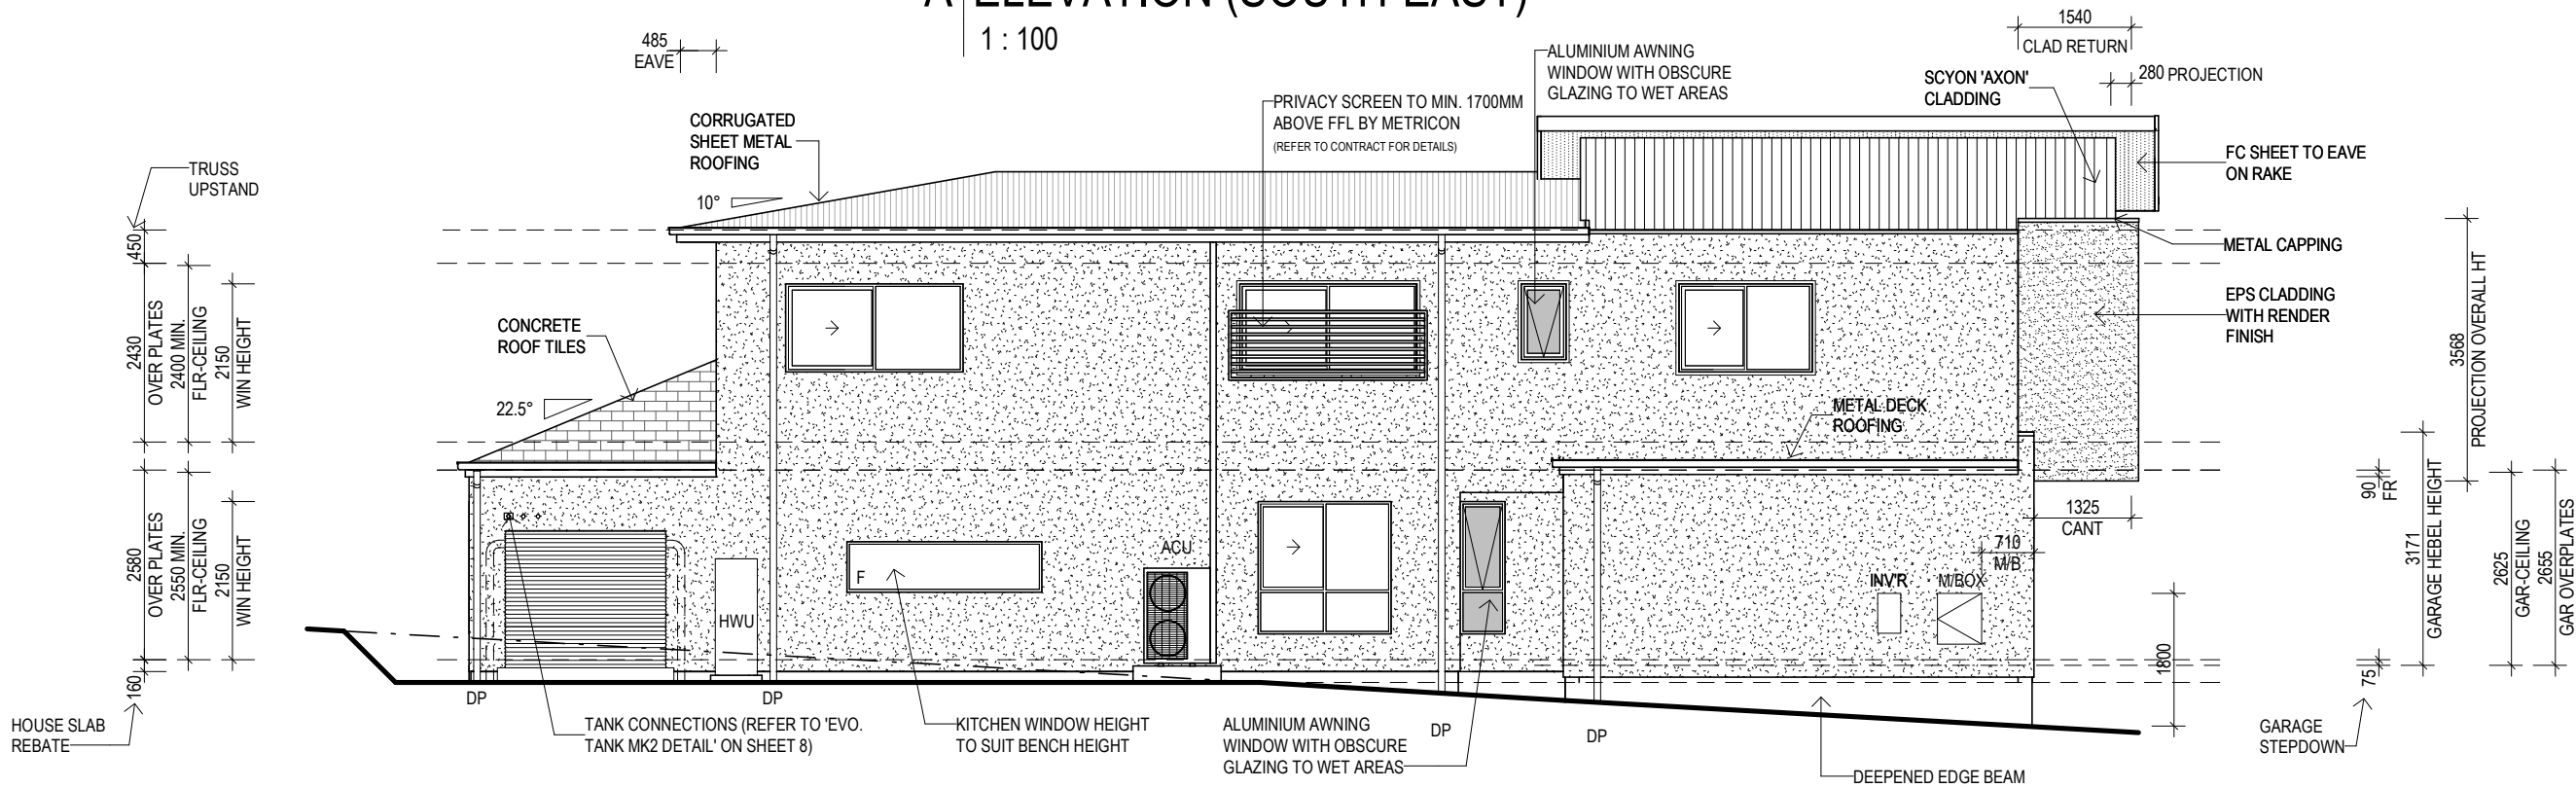 A ELEVATION (SOUTH EAST)
1 : 100
485
EAVE
1540
CLAD RETURN
280 PROJECTION
ALUMINIUM AWNING
WINDOW WITH OBSCURE
GLAZING TO WET AREAS
SCYON 'AXON'
CLADDING
PRIVACY SCREEN TO MIN. 1700MM
ABOVE FFL BY METRICON
(REFER TO CONTRACT FOR DETAILS)
CORRUGATED
SHEET METAL
ROOFING
FC SHEET TO EAVE
ON RAKE
TRUSS
UPSTAND
10°
METAL CAPPING
EPS CLADDING
WITH RENDER
FINISH
CONCRETE
ROOF TILES
22.5°
METAL DECK
ROOFING
450
2430
OVER PLATES
2400 MIN.
FLR-CEILING
2150
WIN HEIGHT
2580
OVER PLATES
2550 MIN.
FLR-CEILING
2150
WIN HEIGHT
160
HOUSE SLAB
REBATE
3568
PROJECTION OVERALL HT
90
FR
3171
GARAGE HEBEL HEIGHT
2625
GAR-CEILING
2655
GAR OVERPLATES
1325
CANT
710
M/B
INV'R
M/BOX
1800
75
GARAGE
STEPDOWN
ACU
F
HWU
DP
DP
DP
DP
TANK CONNECTIONS (REFER TO 'EVO.
TANK MK2 DETAIL' ON SHEET 8)
KITCHEN WINDOW HEIGHT
TO SUIT BENCH HEIGHT
ALUMINIUM AWNING
WINDOW WITH OBSCURE
GLAZING TO WET AREAS
DEEPENED EDGE BEAM